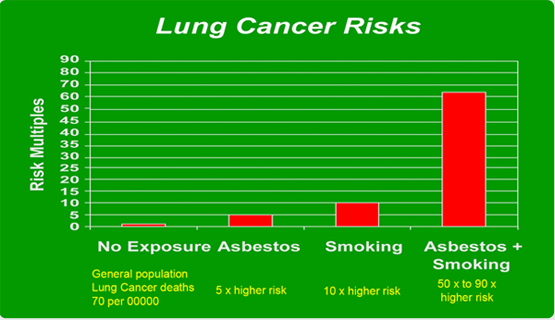 Lung Cancer Risks
Risk Multiples
90
80
70
60
50
45
40
35
30
25
20
15
10
5
0
No Exposure
Asbestos
Smoking
Asbestos +
Smoking
General population
Lung Cancer deaths
70 per 00000
5 x higher risk
10 x higher risk
50 x to 90 x
higher risk